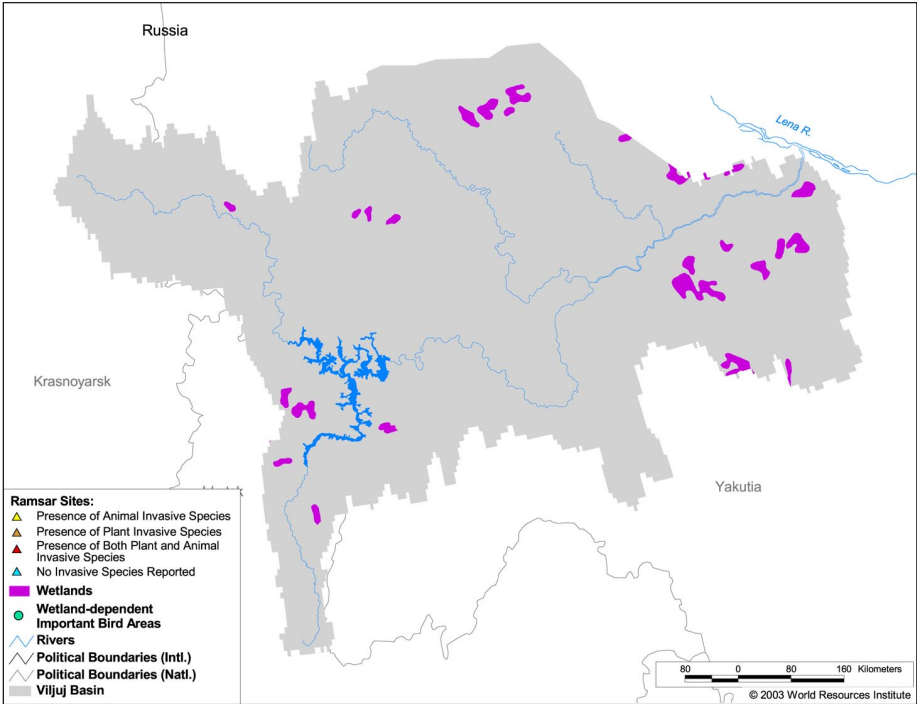 Russia
Lena R.
Krasnoyarsk
Yakutia
Ramsar Sites:
Presence of Animal Invasive Species
Presence of Plant Invasive Species
Presence of Both Plant and Animal
Invasive Species
No Invasive Species Reported
Wetlands
Wetland-dependent
Important Bird Areas
Rivers
Political Boundaries (Intl.)
Political Boundaries (Natl.)
Viljuj Basin
80 0 80 160 Kilometers
© 2003 World Resources Institute